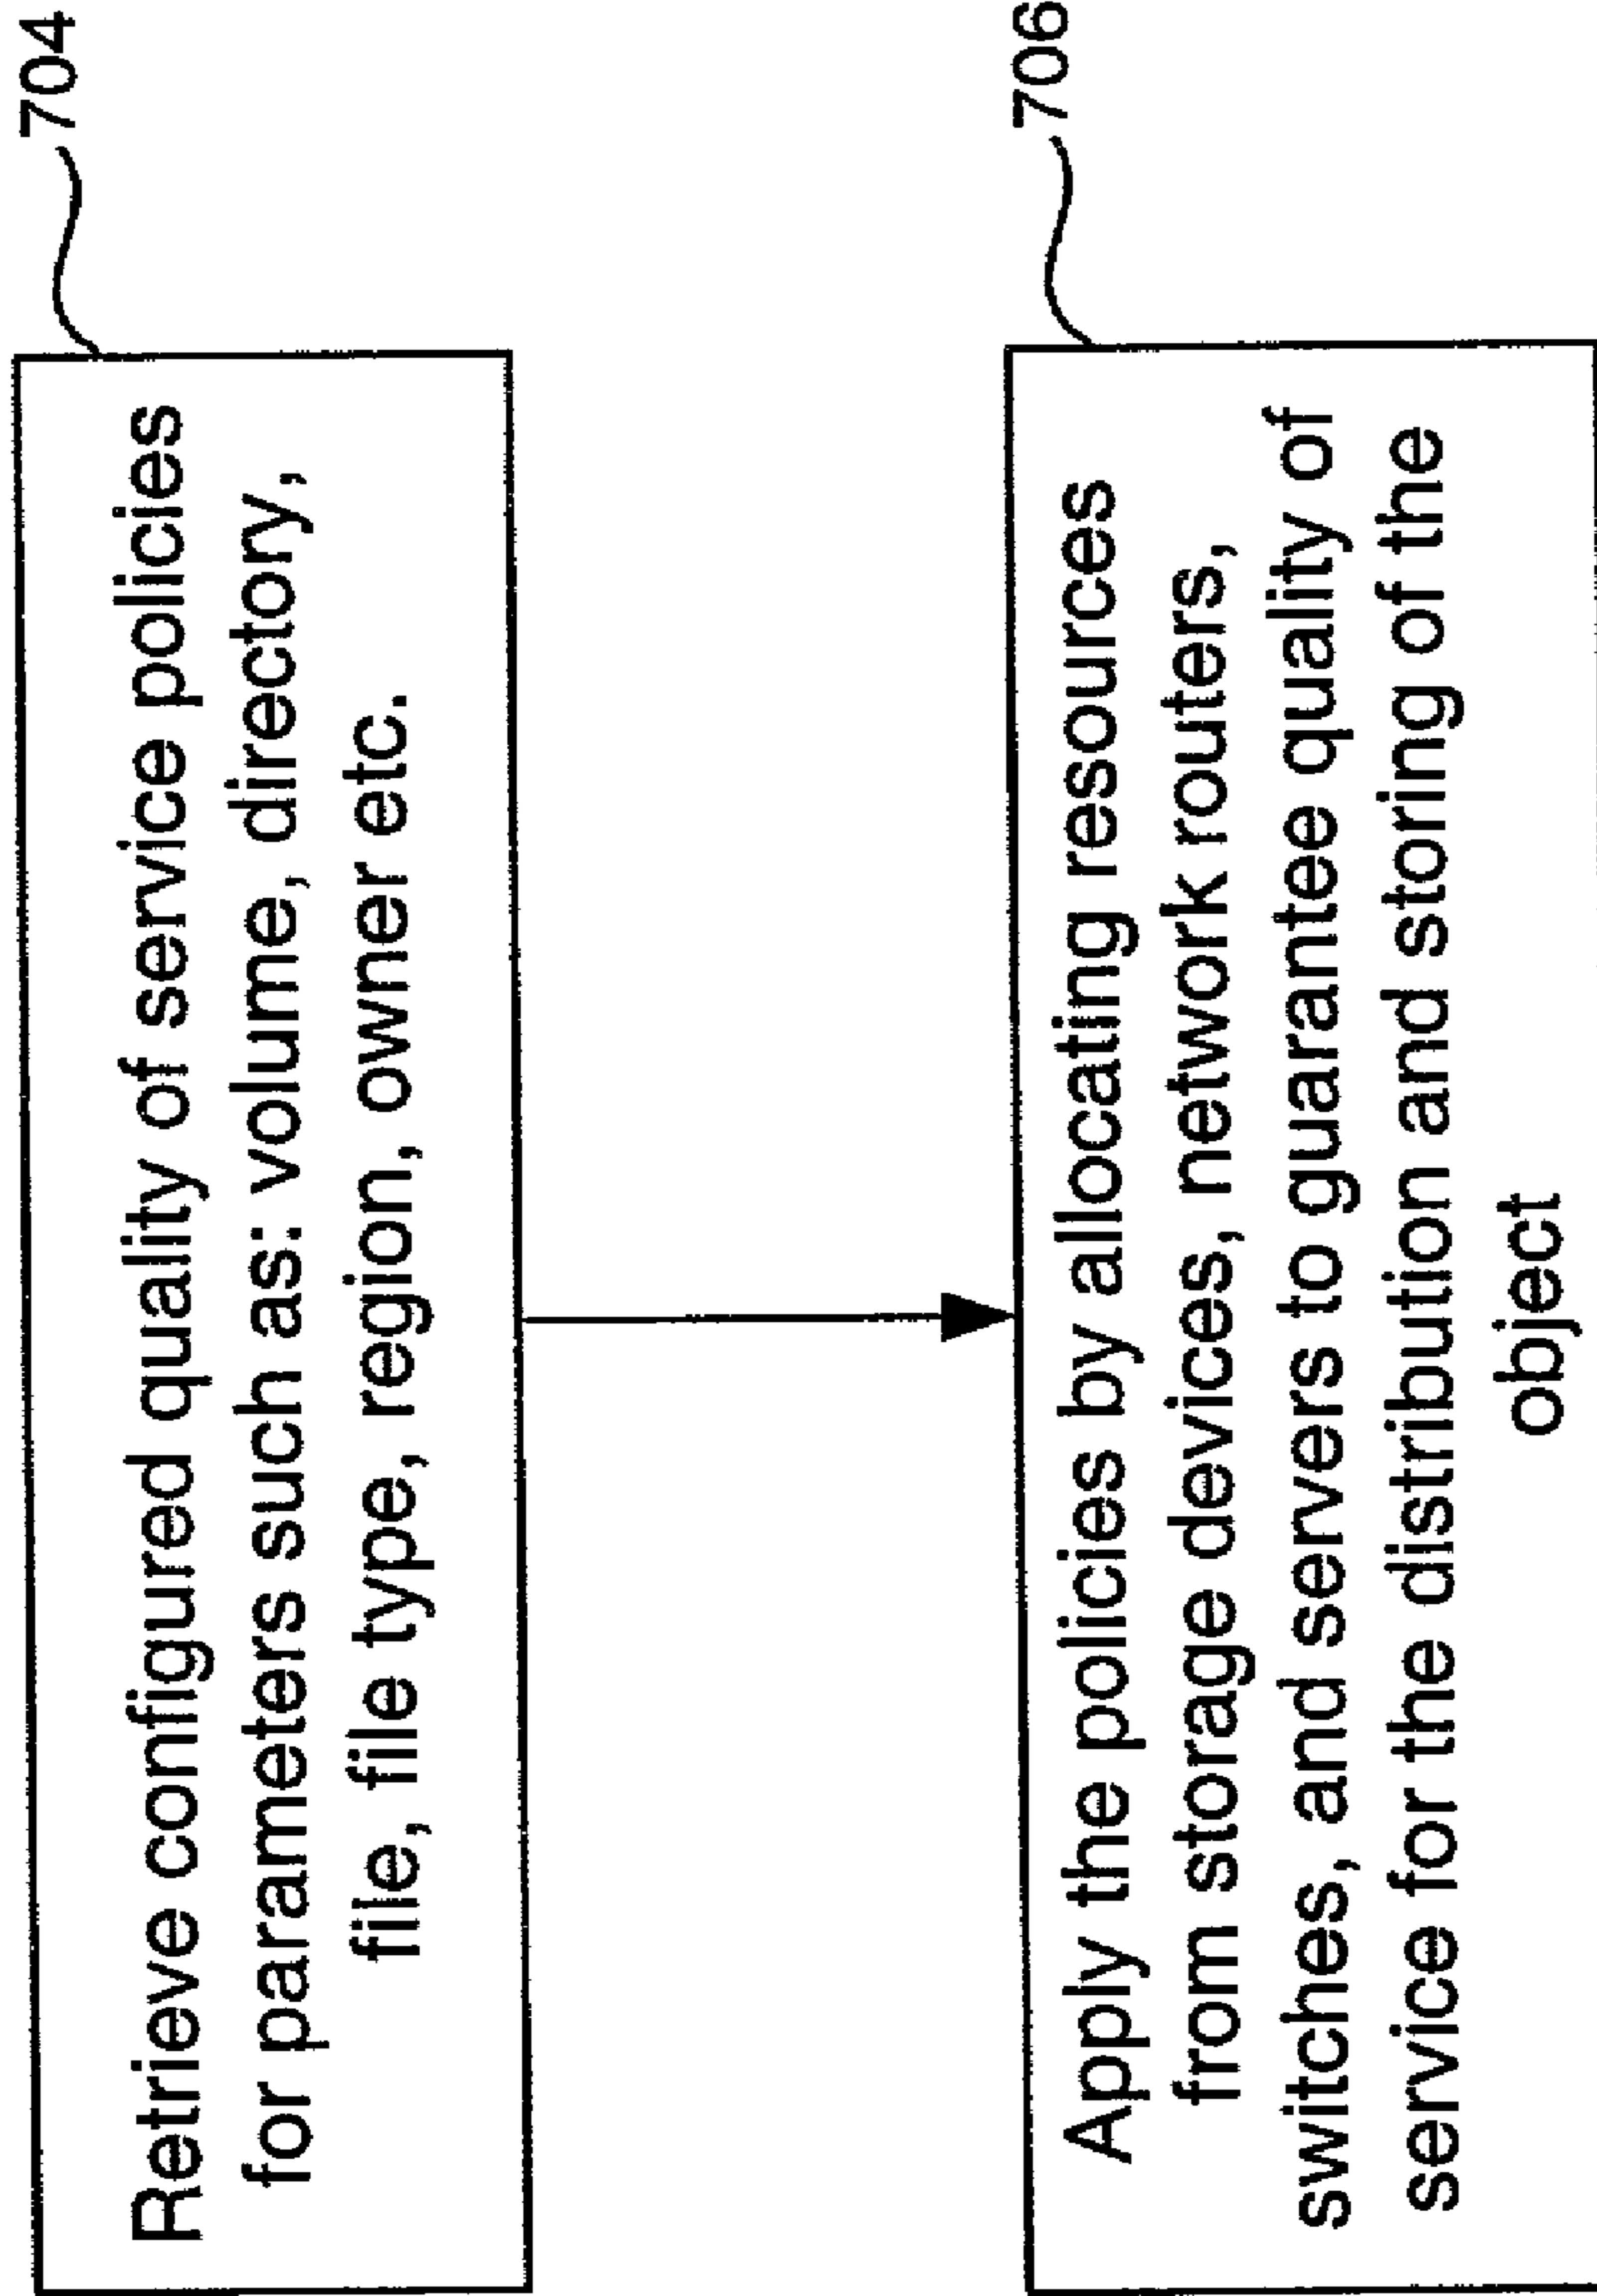 704
Retrieve configured quality of service policies
for parameters such as: volume, directory,
file, file type, region, owner etc.
706
Apply the policies by allocating resources
from storage devices, network routers,
switches, and servers to guarantee quality of
service for the distribution and storing of the
object